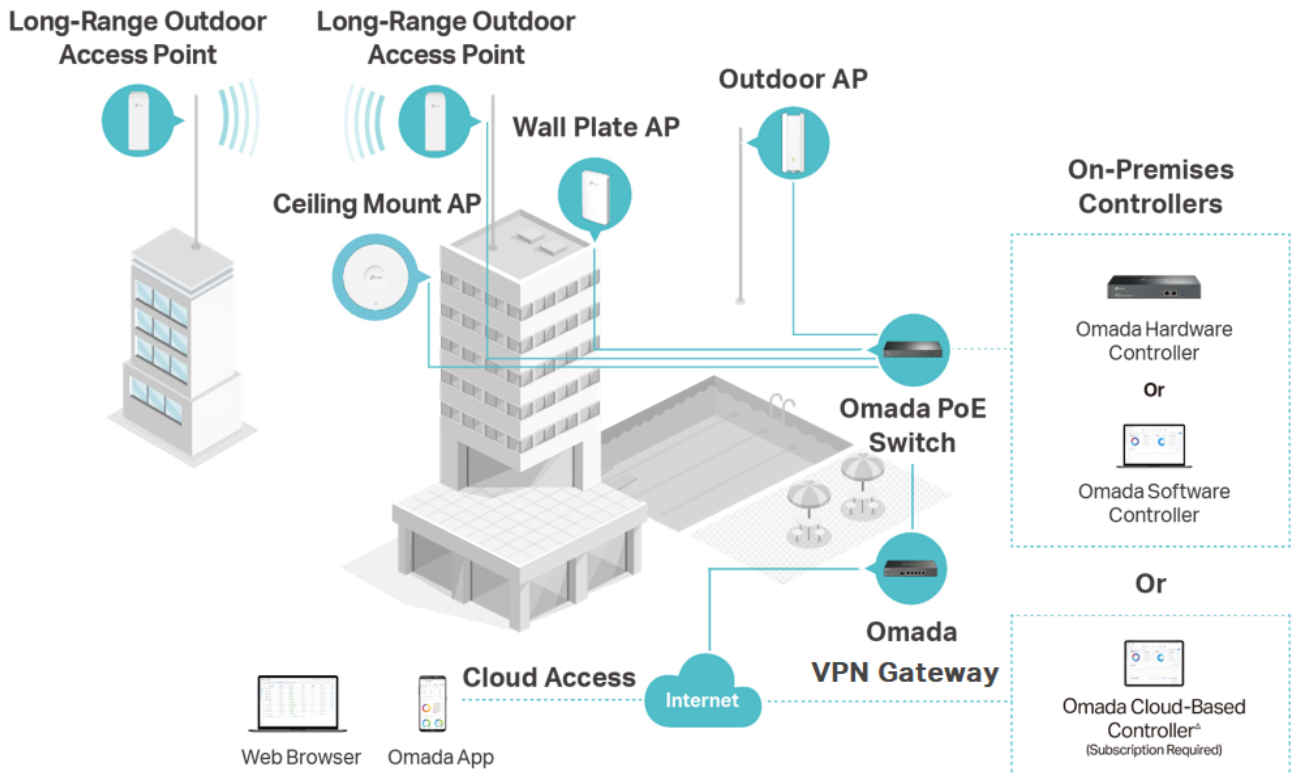 Long-Range Outdoor
Access Point
Long-Range Outdoor
Access Point
Outdoor AP
Wall Plate AP
Ceiling Mount AP
On-Premises
Controllers
Omada Hardware
Controller
Or
Omada Software
Controller
Omada PoE
Switch
Or
Omada
VPN Gateway
Cloud Access
Internet
Omada Cloud-Based
Controller△
(Subscription Required)
Web Browser
Omada App